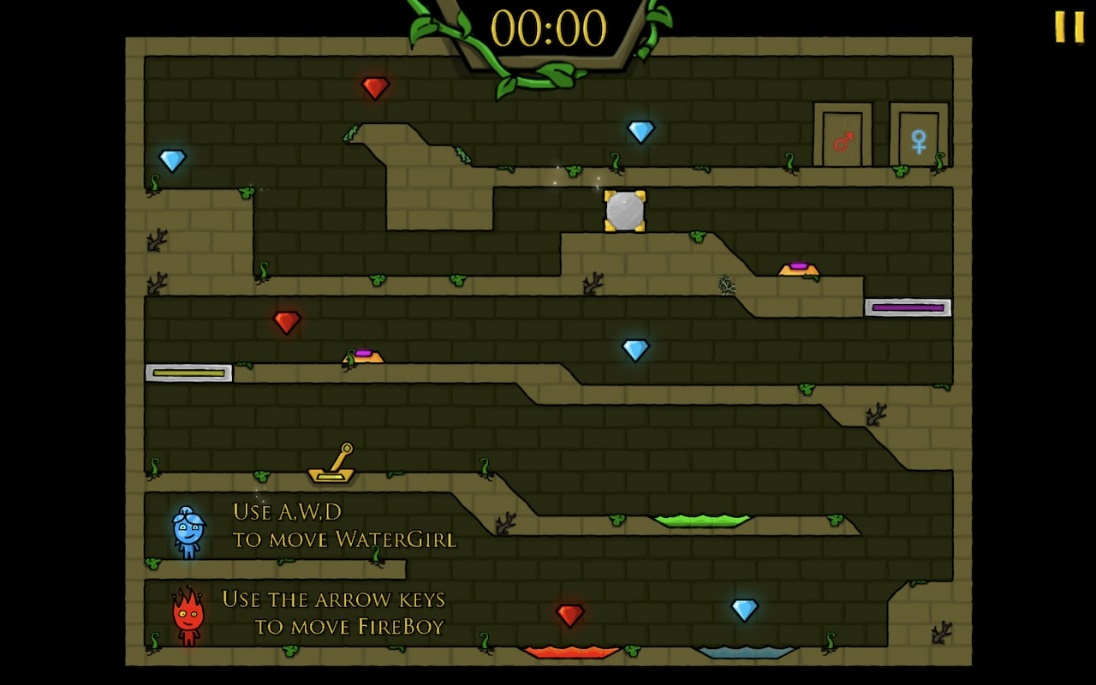 00:00
Use A,W,D
to move WaterGirl
Use the arrow keys
to move FireBoy